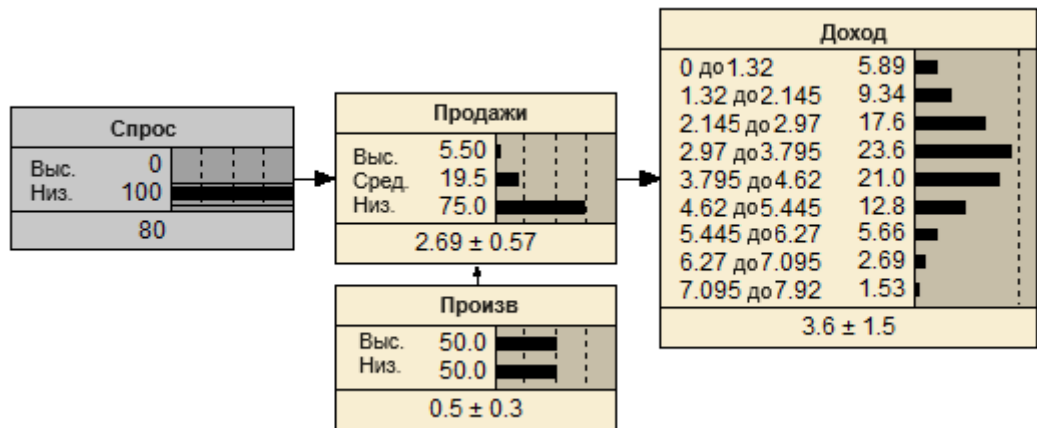 Спрос
Выс. 0
Низ. 100
80
Продажи
Выс. 5.50
Сред. 19.5
Низ. 75.0
2.69 ± 0.57
Произв
Выс. 50.0
Низ. 50.0
0.5 ± 0.3
Доход
0 до 1.32 5.89
1.32 до 2.145 9.34
2.145 до 2.97 17.6
2.97 до 3.795 23.6
3.795 до 4.62 21.0
4.62 до 5.445 12.8
5.445 до 6.27 5.66
6.27 до 7.095 2.69
7.095 до 7.92 1.53
3.6 ± 1.5